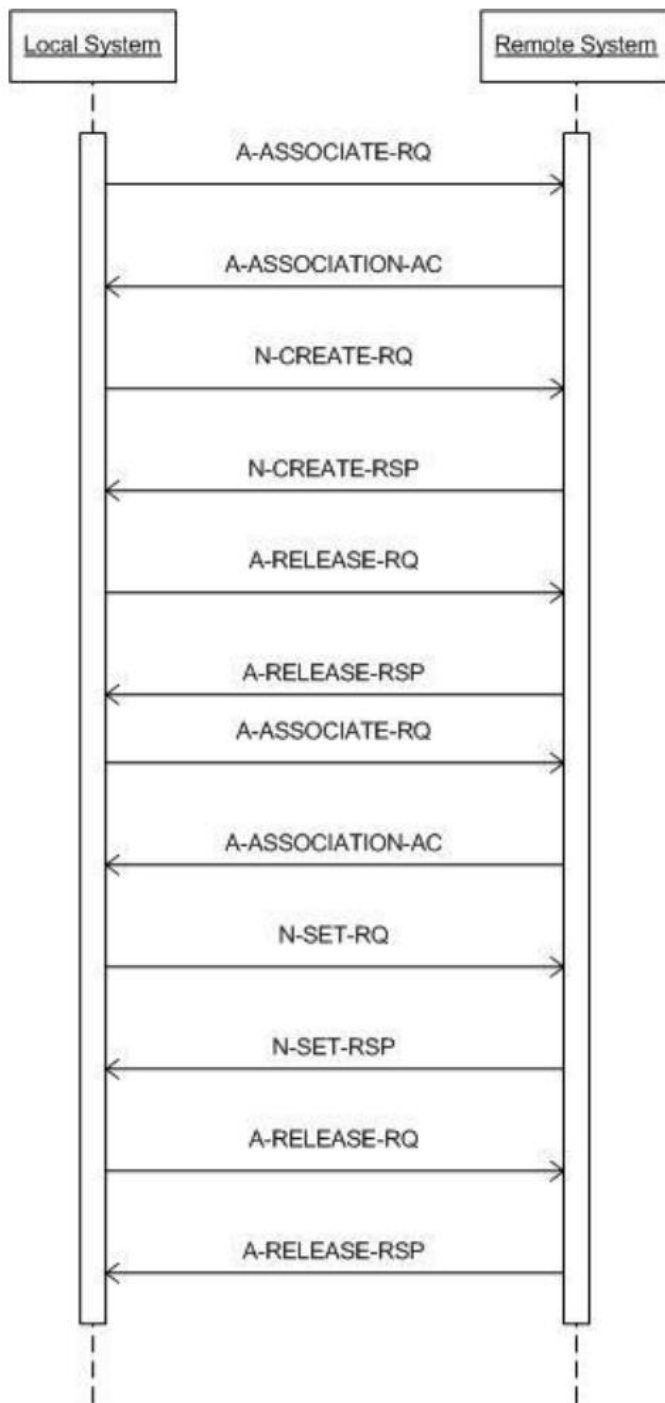 Local System
Remote System
A-ASSOCIATE-RQ
A-ASSOCIATION-AC
N-CREATE-RQ
N-CREATE-RSP
A-RELEASE-RQ
A-RELEASE-RSP
A-ASSOCIATE-RQ
A-ASSOCIATION-AC
N-SET-RQ
N-SET-RSP
A-RELEASE-RQ
A-RELEASE-RSP